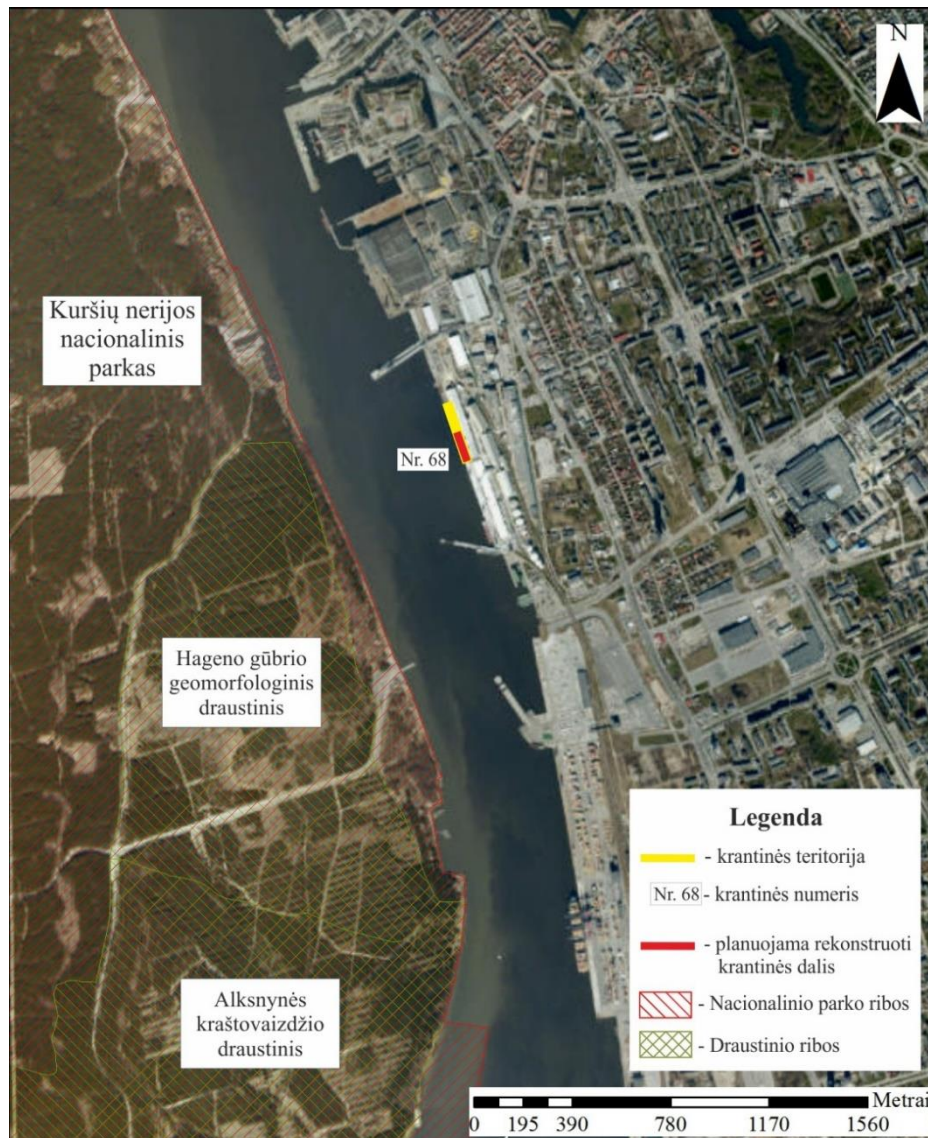 N
Kuršių nerijos
nacionalinis
parkas
Nr. 68
Hageno gūbrio
geomorfologinis
draustinis
Alksnynės
kraštovaizdžio
draustinis
Legenda
- krantinės teritorija
Nr. 68 - krantinės numeris
- planuojama rekonstruoti
krantinės dalis
- Nacionalinio parko ribos
- Draustinio ribos
Metrai
0 195 390 780 1170 1560